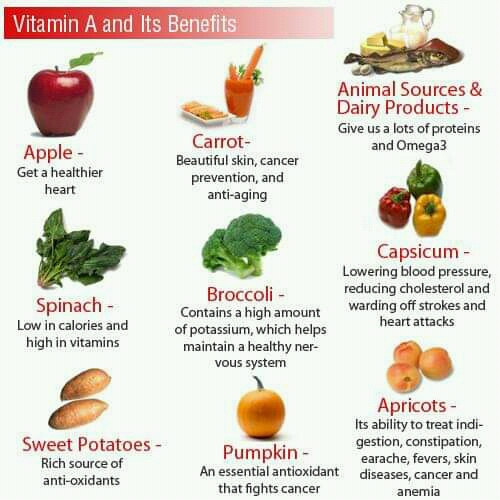 Vitamin A and Its Benefits
Apple -
Get a healthier
heart
Carrot-
Beautiful skin, cancer
prevention, and
anti-aging
Animal Sources &
Dairy Products -
Give us a lots of proteins
and Omega3
Spinach -
Low in calories and
high in vitamins
Broccoli -
Contains a high amount
of potassium, which helps
maintain a healthy ner-
vous system
Capsicum -
Lowering blood pressure,
reducing cholesterol and
warding off strokes and
heart attacks
Sweet Potatoes -
Rich source of
anti-oxidants
Pumpkin -
An essential antioxidant
that fights cancer
Apricots -
Its ability to treat indi-
gestion, constipation,
earache, fevers, skin
diseases, cancer and
anemia